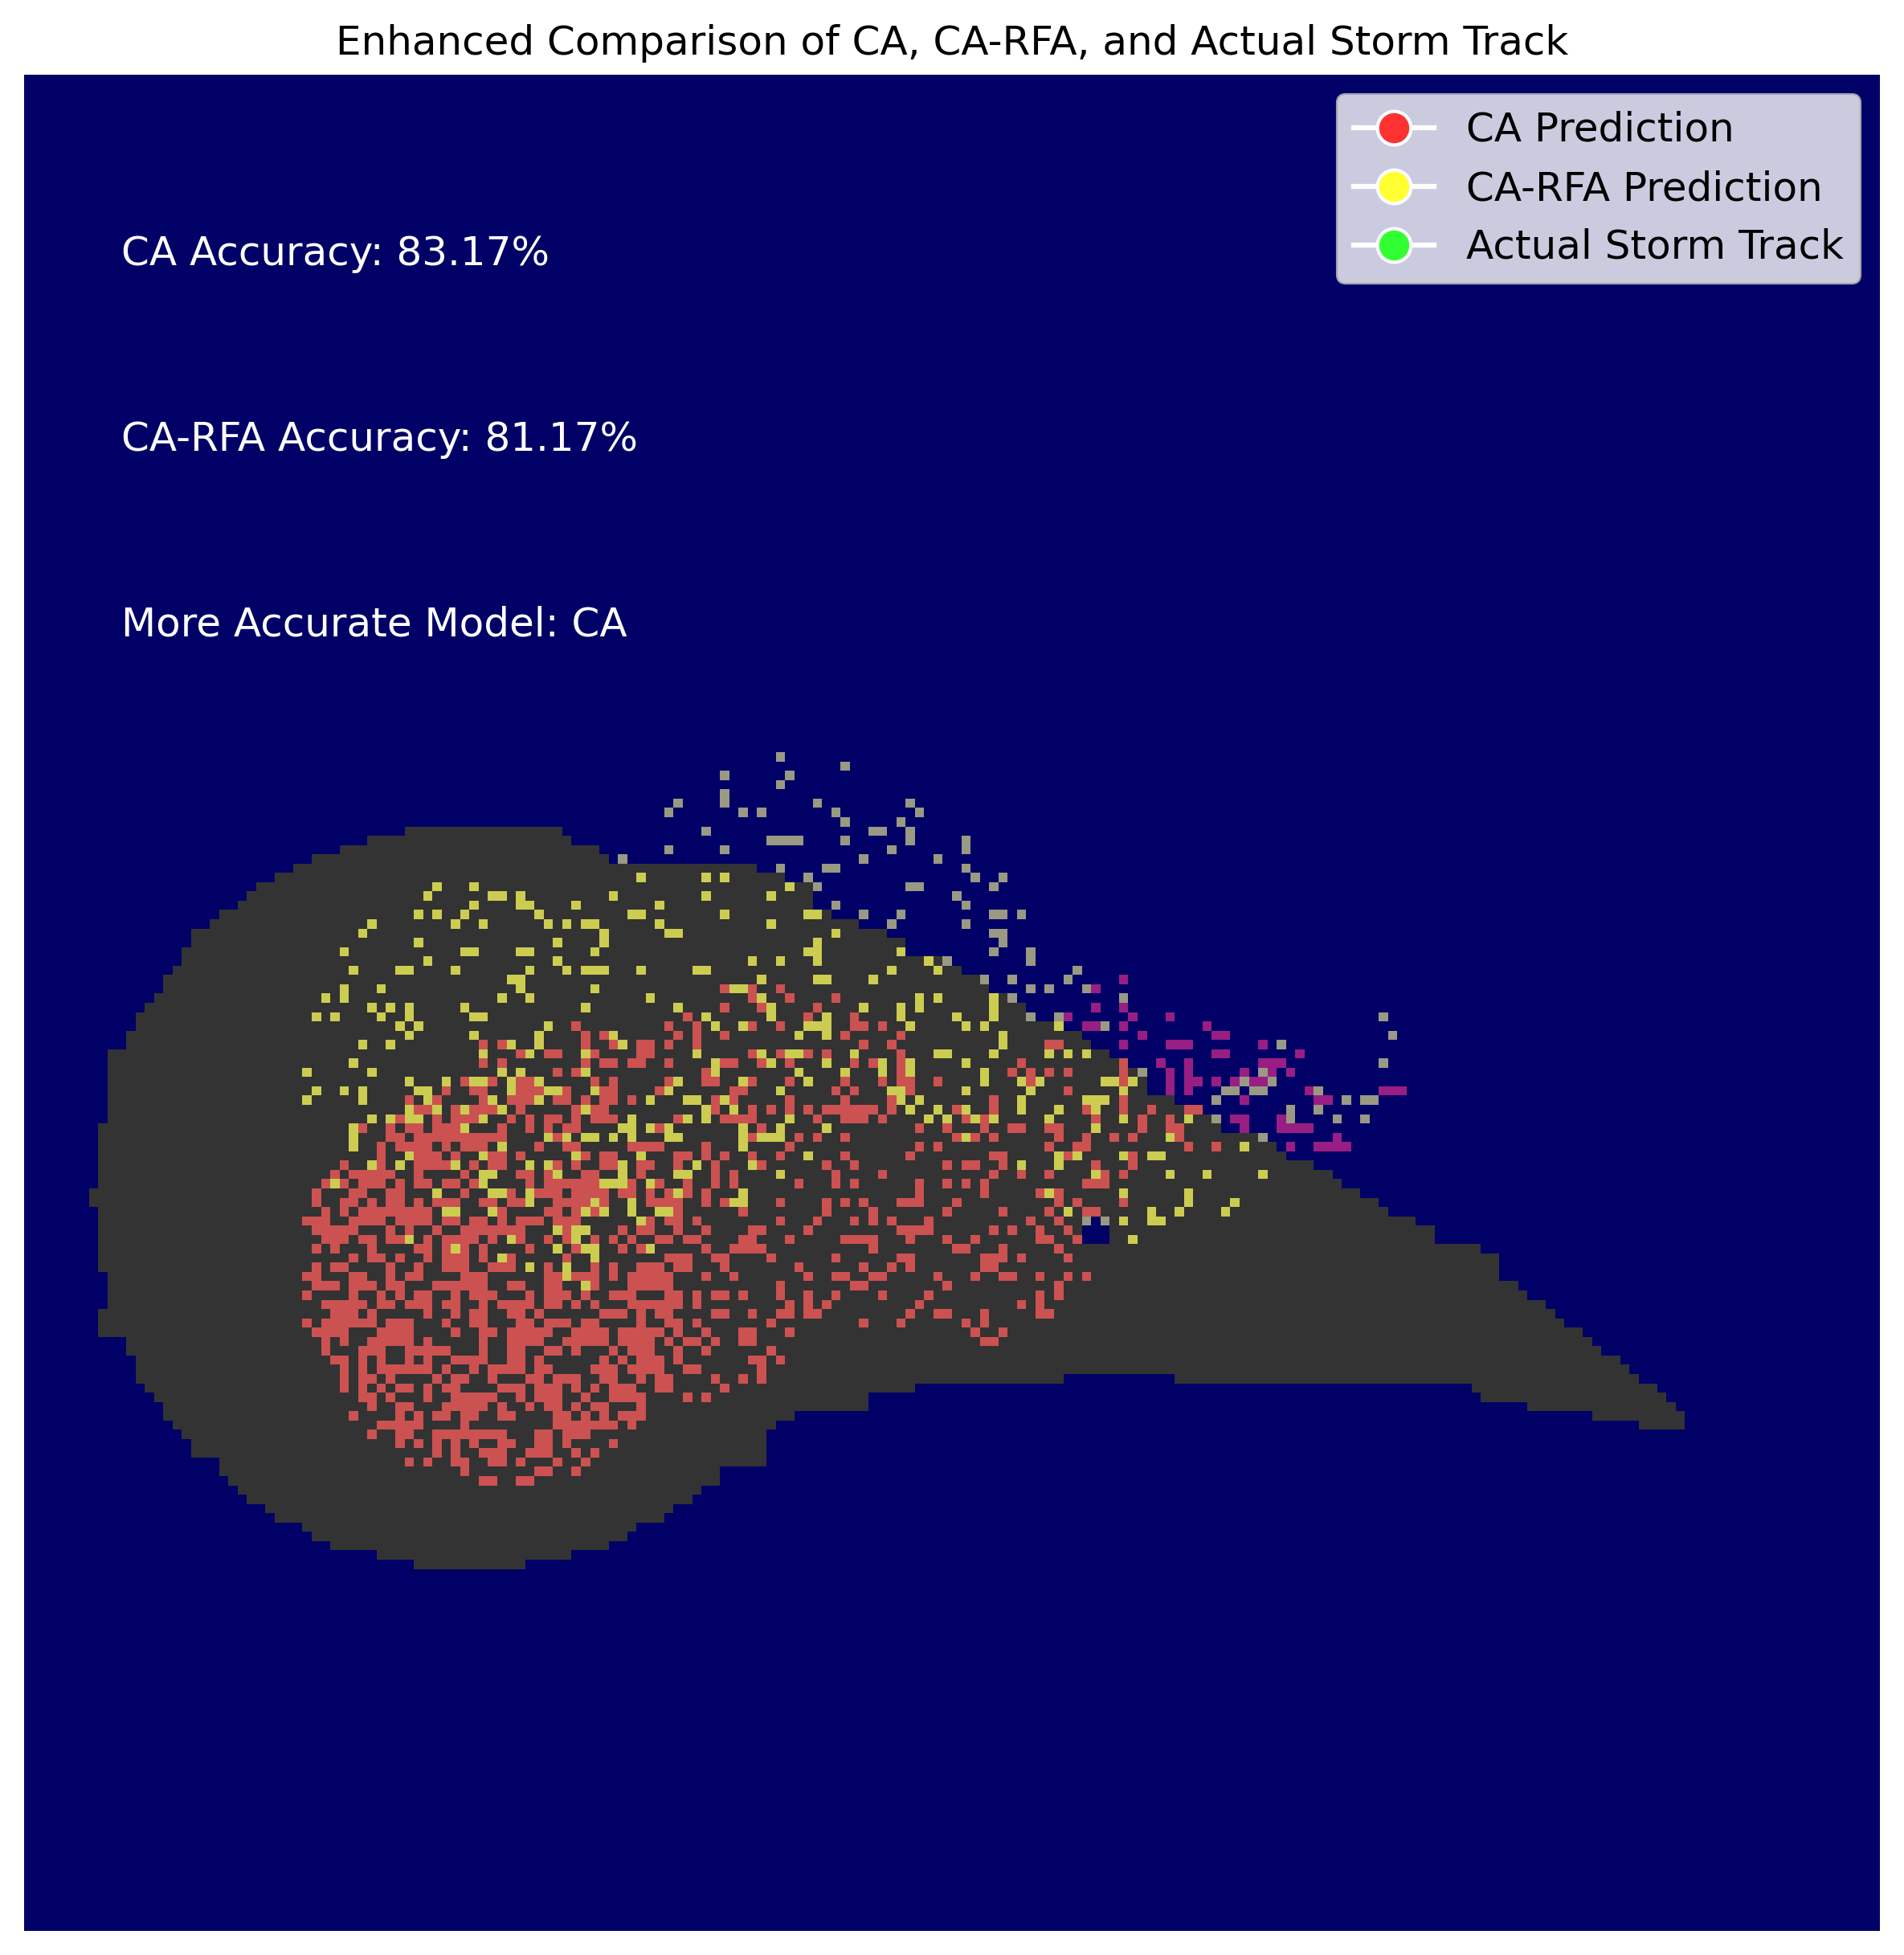 Enhanced Comparison of CA, CA-RFA, and Actual Storm Track
CA Prediction
CA-RFA Prediction
Actual Storm Track
CA Accuracy: 83.17%
CA-RFA Accuracy: 81.17%
More Accurate Model: CA